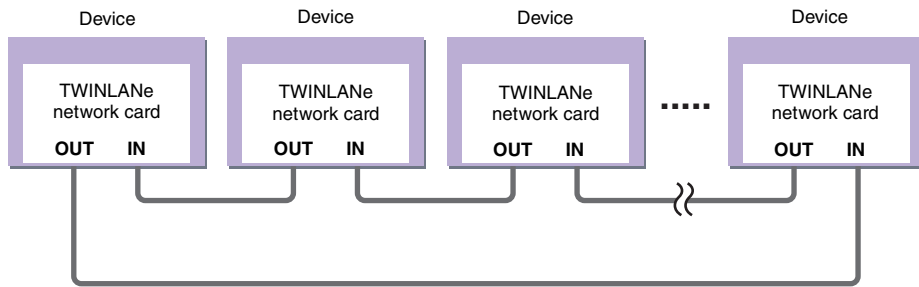 Device
Device
Device
Device
TWINLANe
network card
OUT IN
TWINLANe
network card
OUT IN
TWINLANe
network card
OUT IN
.....
TWINLANe
network card
OUT IN